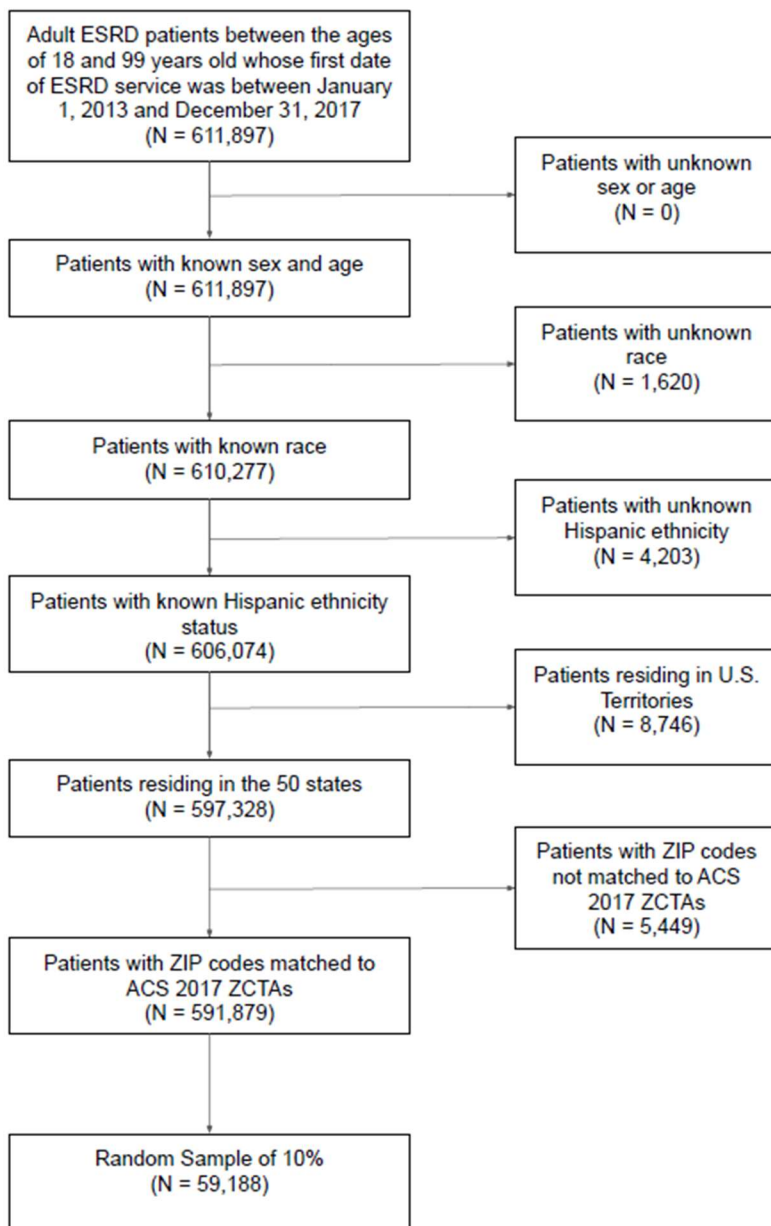 Adult ESRD patients between the ages
of 18 and 99 years old whose first date
of ESRD service was between January
1, 2013 and December 31, 2017
(N = 611,897)
Patients with unknown
sex or age
(N = 0)
Patients with known sex and age
(N = 611,897)
Patients with unknown
race
(N = 1,620)
Patients with known race
(N = 610,277)
Patients with unknown
Hispanic ethnicity
(N = 4,203)
Patients with known Hispanic ethnicity
status
(N = 606,074)
Patients residing in U.S.
Territories
(N = 8,746)
Patients residing in the 50 states
(N = 597,328)
Patients with ZIP codes
not matched to ACS
2017 ZCTAs
(N = 5,449)
Patients with ZIP codes matched to
ACS 2017 ZCTAs
(N = 591,879)
Random Sample of 10%
(N = 59,188)